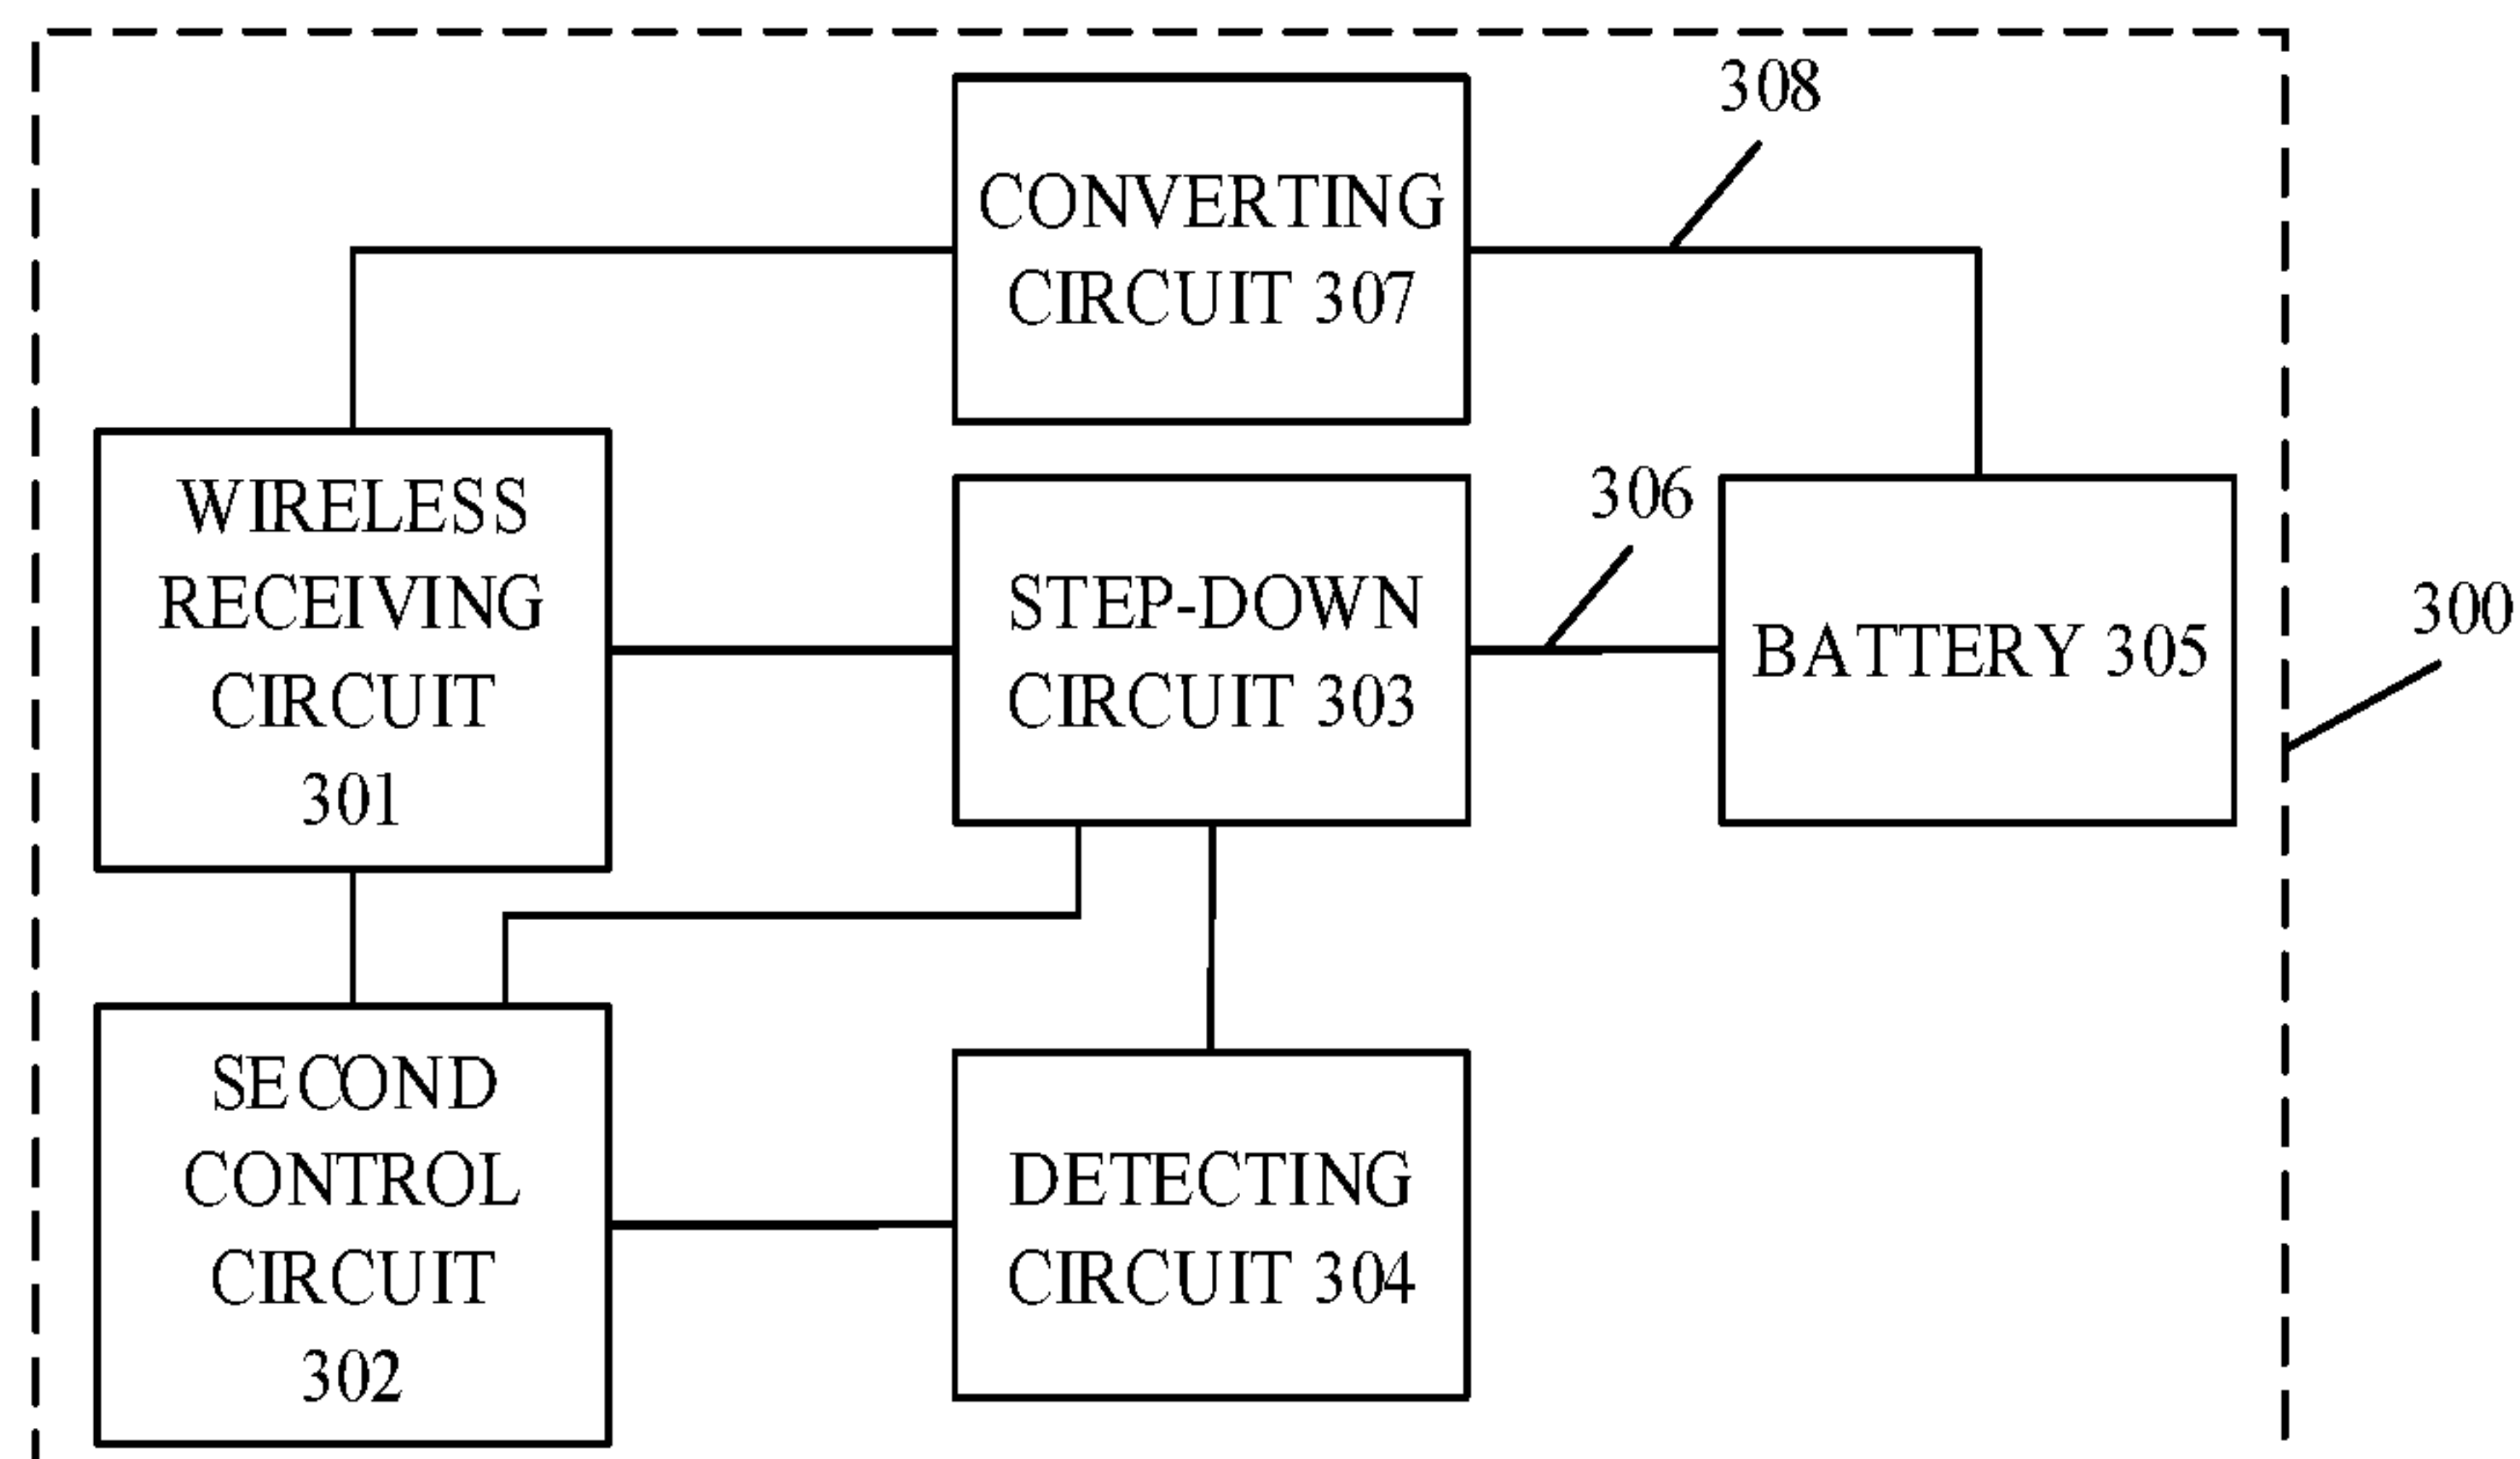 308
CONVERTING
CIRCUIT 307
WIRELESS
RECEIVING
CIRCUIT
301
STEP-DOWN
CIRCUIT 303
306
BATTERY 305
300
SECOND
CONTROL
CIRCUIT
302
DETECTING
CIRCUIT 304